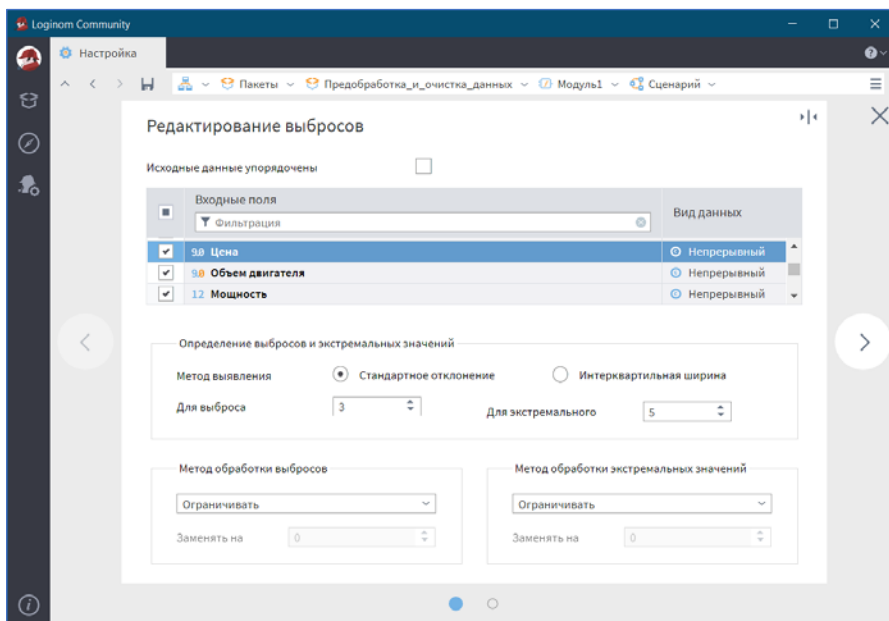 Loginom Community
Настройка
Пакеты Предобработка_и_очистка_данных Модуль1 Сценарий
Редактирование выбросов
Исходные данные упорядочены
Входные поля
Вид данных
Фильтрация
9.0 Цена Непрерывный
9.0 Объем двигателя Непрерывный
12 Мощность Непрерывный
Определение выбросов и экстремальных значений
Метод выявления Стандартное отклонение Интерквартильная ширина
Для выброса 3 Для экстремального 5
Метод обработки выбросов Метод обработки экстремальных значений
Ограничивать Ограничивать
Заменять на 0 Заменять на 0